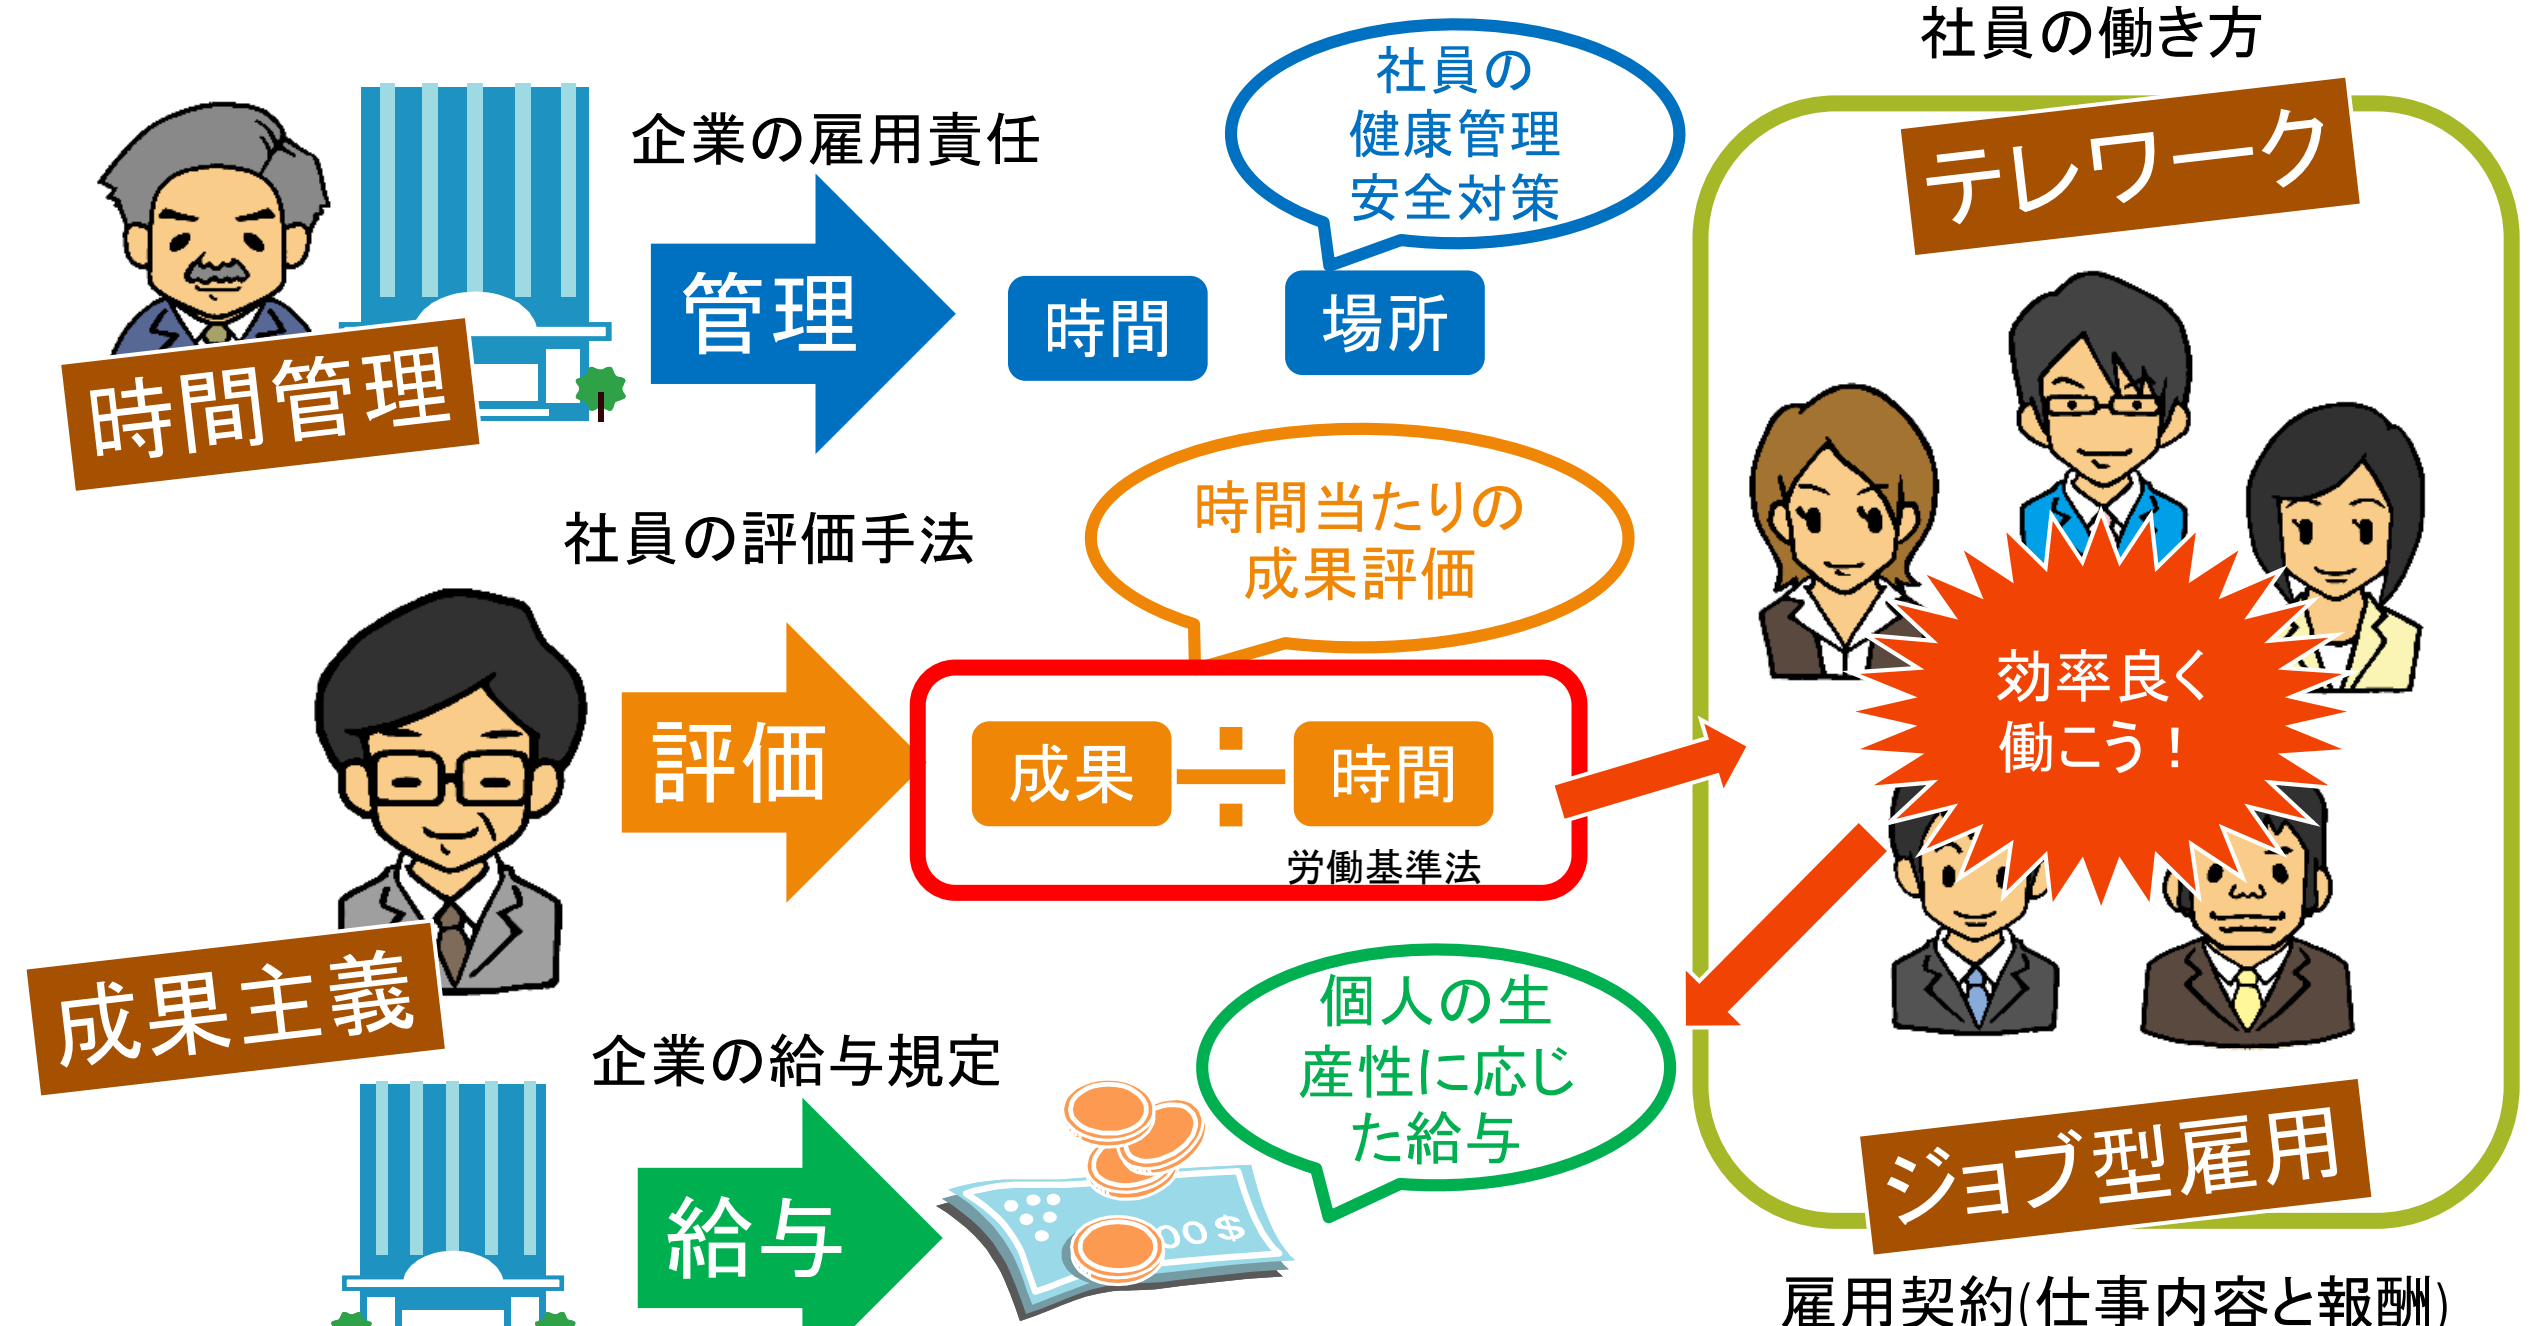 社員の働き方
テレワーク
社員の
健康管理
安全対策
企業の雇用責任
管理
時間
場所
時間管理
社員の評価手法
時間当たりの
成果評価
評価
成果
÷
時間
労働基準法
効率良く
働こう！
成果主義
企業の給与規定
給与
個人の生
産性に応じ
た給与
00$
ジョブ型雇用
雇用契約(仕事内容と報酬)